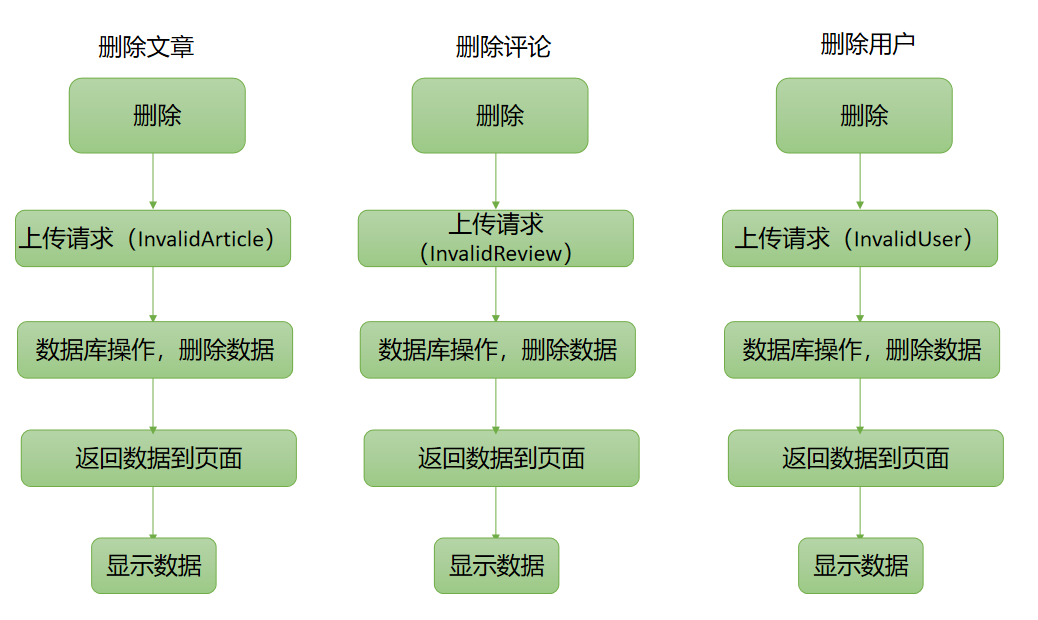 删除文章
删除
上传请求（InvalidArticle）
数据库操作，删除数据
返回数据到页面
显示数据
删除评论
删除
上传请求
（InvalidReview）
数据库操作，删除数据
返回数据到页面
显示数据
删除用户
删除
上传请求（InvalidUser）
数据库操作，删除数据
返回数据到页面
显示数据